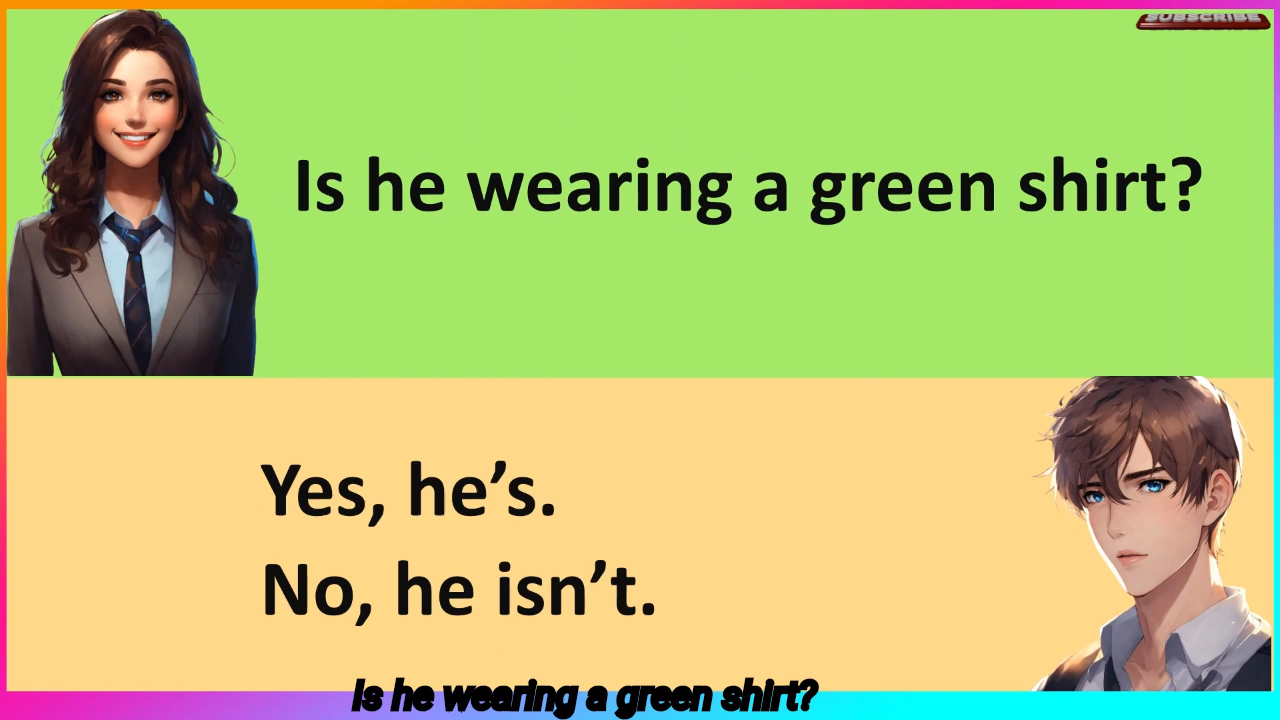 SUBSCRIBE
Is he wearing a green shirt?
Yes, he’s.
No, he isn’t.
Is he wearing a green shirt?